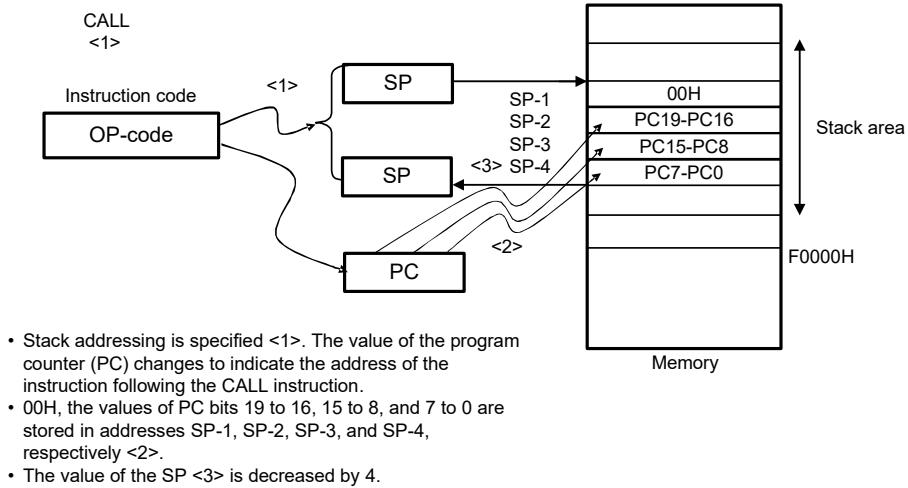 CALL
<1>
Instruction code
OP-code
<1>
SP
SP
PC
SP-1
SP-2
SP-3
<3> SP-4
<2>
00H
PC19-PC16
PC15-PC8
PC7-PC0
Stack area
F0000H
Memory
• Stack addressing is specified <1>. The value of the program
counter (PC) changes to indicate the address of the
instruction following the CALL instruction.
• 00H, the values of PC bits 19 to 16, 15 to 8, and 7 to 0 are
stored in addresses SP-1, SP-2, SP-3, and SP-4,
respectively <2>.
• The value of the SP <3> is decreased by 4.